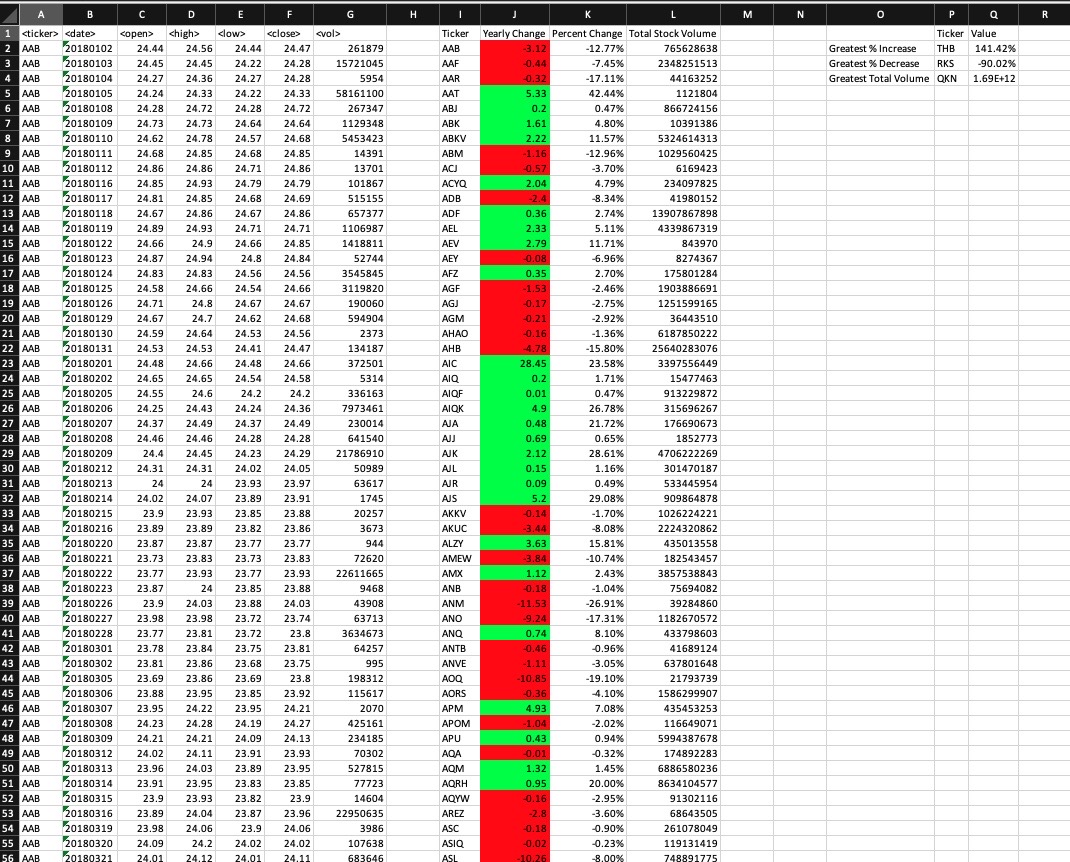 A B C D E F G H I J K L M N O P Q R
1 <ticker> <date> <open> <high> <low> <close> <vol> Ticker Yearly Change Percent Change Total Stock Volume Ticker Value
2 AAB 20180102 24.44 24.56 24.44 24.47 261879 AAB -3.12 -12.77% 765628638 Greatest % Increase THB 141.42%
3 AAB 20180103 24.45 24.45 24.22 24.28 15721045 AAF -0.44 -7.45% 2348251513 Greatest % Decrease RKS -90.02%
4 AAB 20180104 24.27 24.36 24.27 24.28 5954 AAR -0.32 -17.11% 44163252 Greatest Total Volume QKN 1.69E+12
5 AAB 20180105 24.24 24.33 24.22 24.33 58161100 AAT 5.33 42.44% 1121804
6 AAB 20180108 24.28 24.72 24.28 24.72 267347 ABJ 0.2 0.47% 866724156
7 AAB 20180109 24.73 24.73 24.64 24.64 1129348 ABK 1.61 4.80% 10391386
8 AAB 20180110 24.62 24.78 24.57 24.68 5453423 ABKV 2.22 11.57% 5324614313
9 AAB 20180111 24.68 24.85 24.68 24.85 14391 ABM -1.16 -12.96% 1029560425
10 AAB 20180112 24.86 24.86 24.71 24.86 13701 ACJ -0.57 -3.70% 6169423
11 AAB 20180116 24.85 24.93 24.79 24.79 101867 ACYQ 2.04 4.79% 234097825
12 AAB 20180117 24.81 24.85 24.68 24.69 515155 ADB -2.4 -8.34% 41980152
13 AAB 20180118 24.67 24.86 24.67 24.86 657377 ADF 0.36 2.74% 13907867898
14 AAB 20180119 24.89 24.93 24.71 24.71 1106987 AEL 2.33 5.11% 4339867319
15 AAB 20180122 24.66 24.9 24.66 24.85 1418811 AEV 2.79 11.71% 843970
16 AAB 20180123 24.87 24.94 24.8 24.84 52744 AEY -0.08 -6.96% 8274367
17 AAB 20180124 24.83 24.83 24.56 24.56 3545845 AFZ 0.35 2.70% 175801284
18 AAB 20180125 24.58 24.66 24.54 24.66 3119820 AGF -1.53 -2.46% 1903886691
19 AAB 20180126 24.71 24.8 24.67 24.67 190060 AGJ -0.17 -2.75% 1251599165
20 AAB 20180129 24.67 24.7 24.62 24.68 594904 AGM -0.21 -2.92% 36443510
21 AAB 20180130 24.59 24.64 24.53 24.56 2373 AHAO -0.16 -1.36% 6187850222
22 AAB 20180131 24.53 24.53 24.41 24.47 134187 AHB -4.78 -15.80% 25640283076
23 AAB 20180201 24.48 24.66 24.48 24.66 372501 AIC 28.45 23.58% 3397556449
24 AAB 20180202 24.65 24.65 24.54 24.58 5314 AIQ 0.2 1.71% 15477463
25 AAB 20180205 24.55 24.6 24.2 24.2 336163 AIQF 0.01 0.47% 913229872
26 AAB 20180206 24.25 24.43 24.24 24.36 7973461 AIQK 4.9 26.78% 315696267
27 AAB 20180207 24.37 24.49 24.37 24.49 230014 AJA 0.48 21.72% 176690673
28 AAB 20180208 24.46 24.46 24.28 24.28 641540 AJJ 0.69 0.65% 1852773
29 AAB 20180209 24.4 24.45 24.23 24.29 21786910 AJK 2.12 28.61% 4706222269
30 AAB 20180212 24.31 24.31 24.02 24.05 50989 AJL 0.15 1.16% 301470187
31 AAB 20180213 24 24 23.93 23.97 63617 AJR 0.09 0.49% 533445954
32 AAB 20180214 24.02 24.07 23.89 23.91 1745 AJS 5.2 29.08% 909864878
33 AAB 20180215 23.9 23.93 23.85 23.88 20257 AKKV -0.14 -1.70% 1026224221
34 AAB 20180216 23.89 23.89 23.82 23.86 3673 AKUC -3.44 -8.08% 2224320862
35 AAB 20180220 23.87 23.87 23.77 23.77 944 ALZY 3.63 15.81% 435013558
36 AAB 20180221 23.73 23.83 23.73 23.83 72620 AMEW -3.84 -10.74% 182543457
37 AAB 20180222 23.77 23.93 23.77 23.93 22611665 AMX 1.12 2.43% 3857538843
38 AAB 20180223 23.87 24 23.85 23.88 9468 ANB -0.18 -1.04% 75694082
39 AAB 20180226 23.9 24.03 23.88 24.03 43908 ANM -11.53 -26.91% 39284860
40 AAB 20180227 23.98 23.98 23.72 23.74 63713 ANO -9.24 -17.31% 1182670572
41 AAB 20180228 23.77 23.81 23.72 23.8 3634673 ANQ 0.74 8.10% 433798603
42 AAB 20180301 23.78 23.84 23.75 23.81 64257 ANTB -0.46 -0.96% 41689124
43 AAB 20180302 23.81 23.86 23.68 23.75 995 ANVE -1.11 -3.05% 637801648
44 AAB 20180305 23.69 23.86 23.69 23.8 198312 AOQ -10.85 -19.10% 21793739
45 AAB 20180306 23.88 23.95 23.85 23.92 115617 AORS -0.36 -4.10% 1586299907
46 AAB 20180307 23.95 24.22 23.95 24.21 2070 APM 4.93 7.08% 435453253
47 AAB 20180308 24.23 24.28 24.19 24.27 425161 APOM -1.04 -2.02% 116649071
48 AAB 20180309 24.21 24.21 24.09 24.13 234185 APU 0.43 0.94% 5994387678
49 AAB 20180312 24.02 24.11 23.91 23.93 70302 AQA -0.01 -0.32% 174892283
50 AAB 20180313 23.96 24.03 23.89 23.95 527815 AQM 1.32 1.45% 6886580236
51 AAB 20180314 23.91 23.95 23.83 23.85 77723 AQRH 0.95 20.00% 8634104577
52 AAB 20180315 23.9 23.93 23.82 23.9 14604 AQYW -0.16 -2.95% 91302116
53 AAB 20180316 23.89 24.04 23.87 23.96 22950635 AREZ -2.8 -3.60% 68643505
54 AAB 20180319 23.98 24.06 23.9 24.06 3986 ASC -0.18 -0.90% 261078049
55 AAB 20180320 24.09 24.2 24.02 24.02 107638 ASIQ -0.02 -0.23% 119131419
56 AAB 20180321 24.01 24.12 24.01 24.11 683646 ASL -10.26 -8.00% 748891775